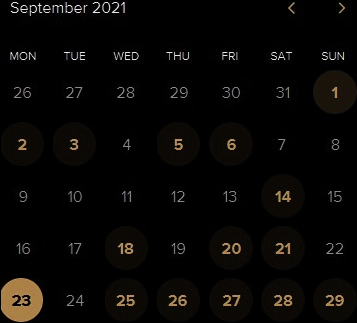 September 2021
MON TUE WED THU FRI SAT SUN
26 27 28 29 30 31 1
2 3 4 5 6 7 8
9 10 11 12 13 14 15
16 17 18 19 20 21 22
23 24 25 26 27 28 29